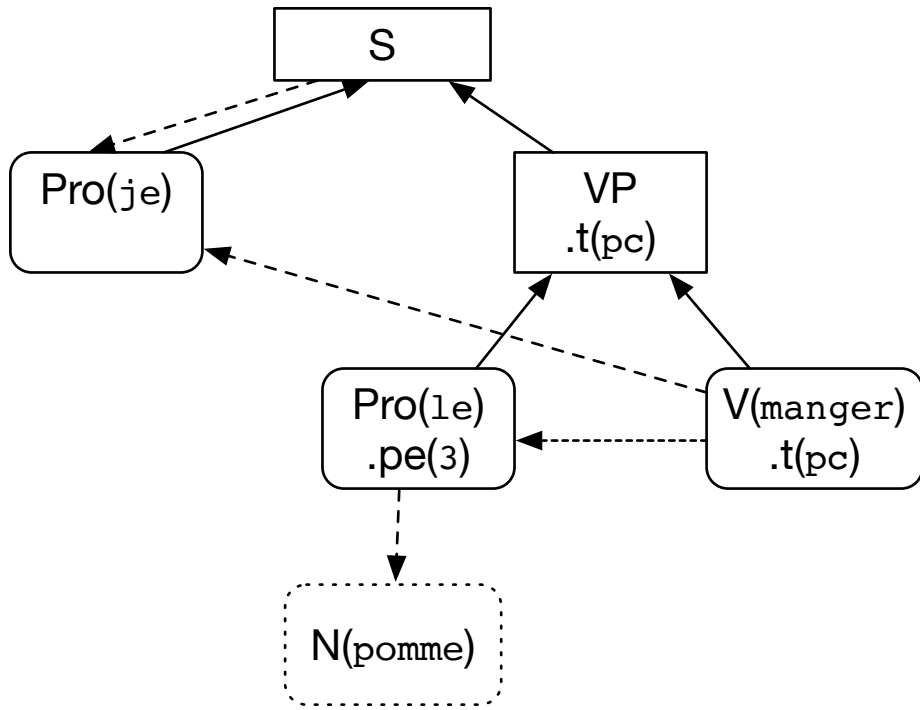 S
Pro(je)
VP
.t(pc)
Pro(le)
.pe(3)
V(manger)
.t(pc)
N(pomme)